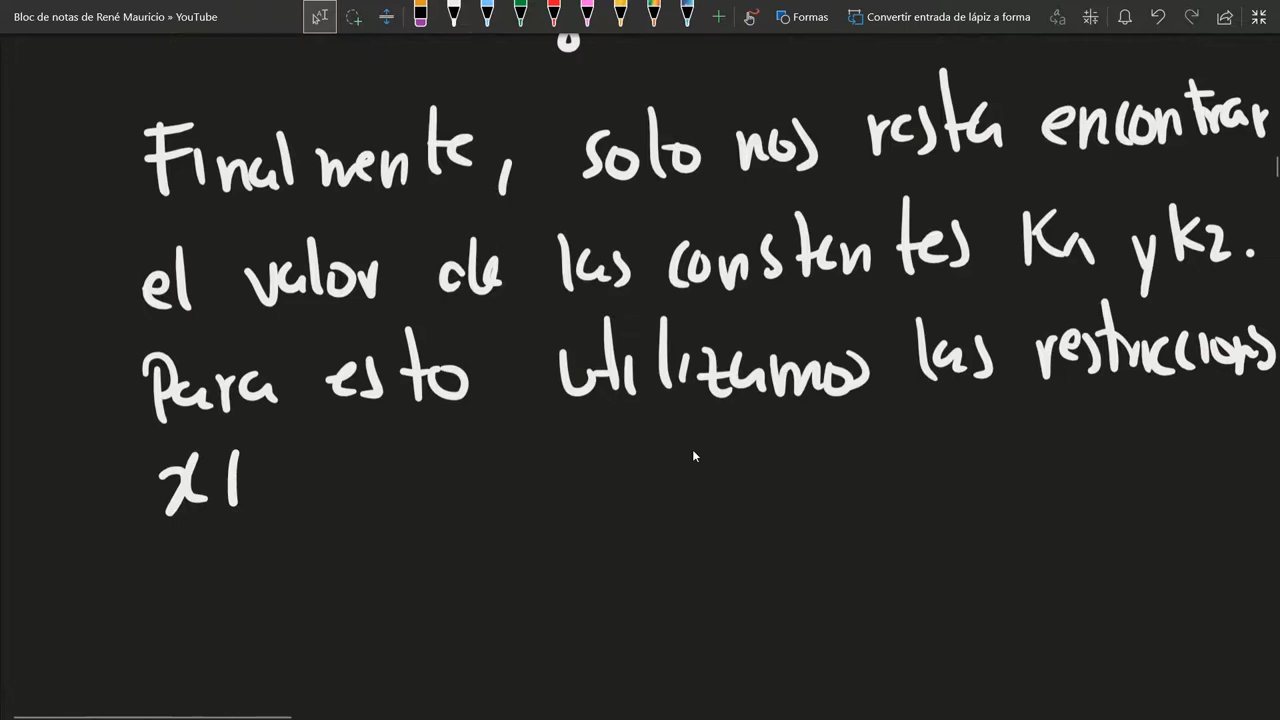 Bloc de notas de René Mauricio » YouTube
Formas
Convertir entrada de lápiz a forma
Finalmente, solo nos resta encontrar
el valor de las constantes K1 y K2.
Para esto utilizamos las restricciones
x(